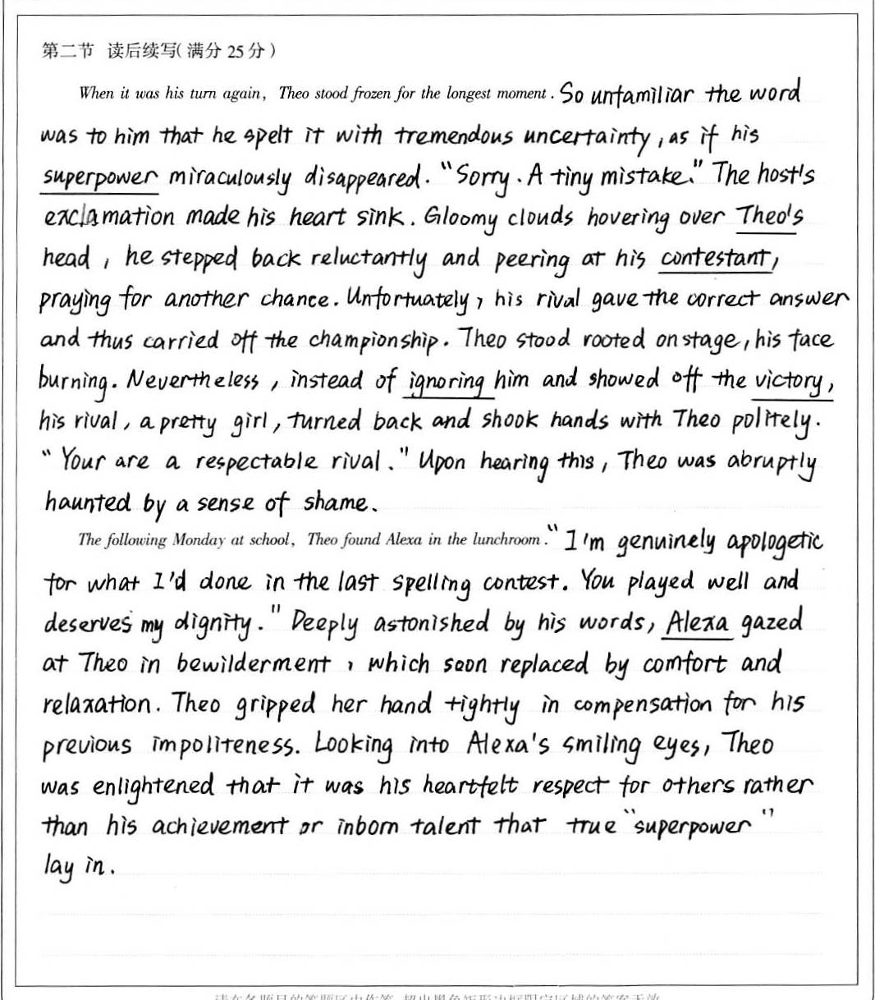 第二节 读后续写(满分 25 分)
When it was his turn again, Theo stood frozen for the longest moment. So unfamiliar the word
was to him that he spelt it with tremendous uncertainty, as if his
superpower miraculously disappeared. "Sorry. A tiny mistake." The host's
exclamation made his heart sink. Gloomy clouds hovering over Theo's
head, he stepped back reluctantly and peering at his contestant,
praying for another chance. Unfortuately, his rival gave the correct answer
and thus carried off the championship. Theo stood rooted on stage, his face
burning. Nevertheless, instead of ignoring him and showed off the victory,
his rival, a pretty girl, turned back and shook hands with Theo politely.
"Your are a respectable rival." Upon hearing this, Theo was abruptly
haunted by a sense of shame.
The following Monday at school, Theo found Alexa in the lunchroom. "I'm genuinely apologetic
for what I'd done in the last spelling contest. You played well and
deserves my dignity." Deeply astonished by his words, Alexa gazed
at Theo in bewilderment, which soon replaced by comfort and
relaxation. Theo gripped her hand tightly in compensation for his
previous impoliteness. Looking into Alexa's smiling eyes, Theo
was enlightened that it was his heartfelt respect for others rather
than his achievement or inborn talent that true "superpower"
lay in.